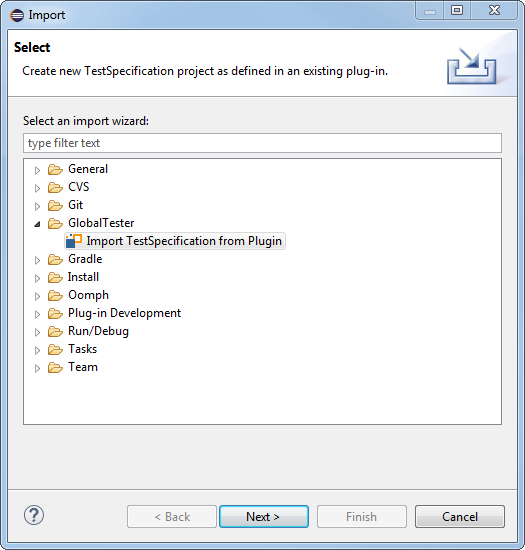 Import
Select
Create new TestSpecification project as defined in an existing plug-in.
Select an import wizard:
type filter text
General
CVS
Git
GlobalTester
Import TestSpecification from Plugin
Gradle
Install
Oomph
Plug-in Development
Run/Debug
Tasks
Team
?
< Back
Next >
Finish
Cancel